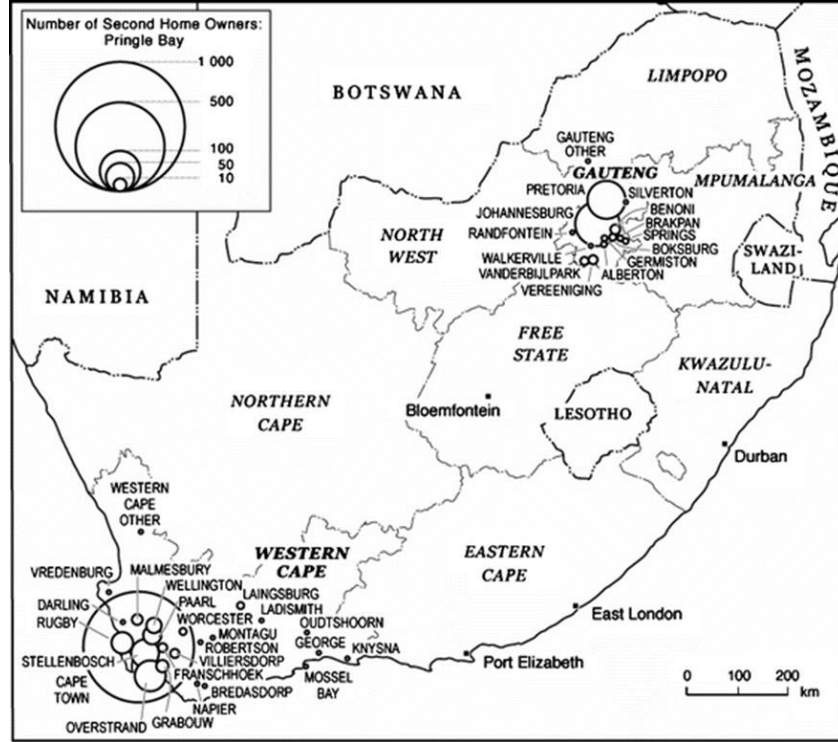 Number of Second Home Owners:
Pringle Bay
1 000
500
100
50
10
BOTSWANA
LIMPOPO
MOZAMBIQUE
GAUTENG
OTHER
GAUTENG
MPUMALANGA
PRETORIA
SILVERTON
JOHANNESBURG
BENONI
BRAKPAN
RANDFONTEIN
SPRINGS
BOKSBURG
WALKERVILLE
GERMISTON
VANDERBIJLPARK
ALBERTON
VEREENIGING
NORTH
WEST
SWAZI-
LAND
NAMIBIA
FREE
STATE
KWAZULU-
NATAL
NORTHERN
CAPE
Bloemfontein
LESOTHO
Durban
WESTERN
CAPE
OTHER
WESTERN
CAPE
EASTERN
CAPE
VREDENBURG
MALMESBURY
WELLINGTON
DARLING
PAARL
LAINGSBURG
LADISMITH
RUGBY
WORCESTER
OUDTSHOORN
East London
MONTAGU
ROBERTSON
GEORGE
KNYSNA
STELLENBOSCH
VILLIERSDORP
Port Elizabeth
FRANSCHHOEK
CAPE
TOWN
MOSSEL
BAY
BREDASDORP
NAPIER
OVERSTRAND
GRABOUW
0 100 200
km